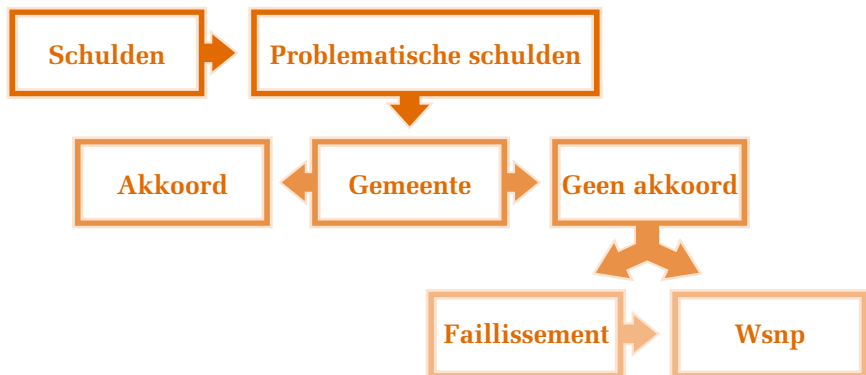 Schulden
Problematische schulden
Akkoord
Gemeente
Geen akkoord
Faillissement
Wsnp